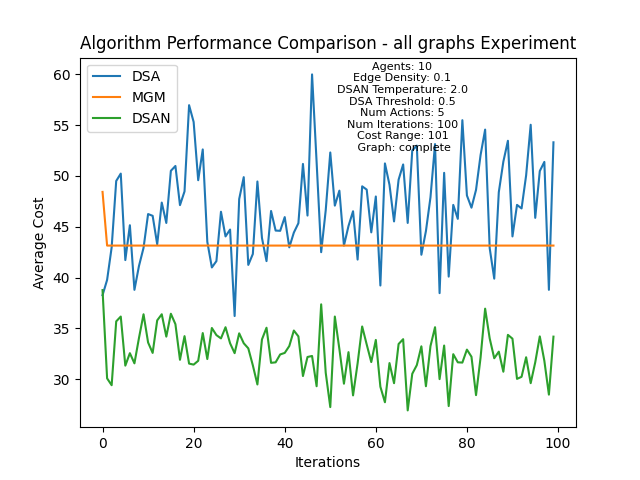 Algorithm Performance Comparison - all graphs Experiment
DSA
MGM
DSAN
Agents: 10
Edge Density: 0.1
DSAN Temperature: 2.0
DSA Threshold: 0.5
Num Actions: 5
Num Iterations: 100
Cost Range: 101
Graph: complete
Average Cost
60
55
50
45
40
35
30
0
20
40
60
80
100
Iterations